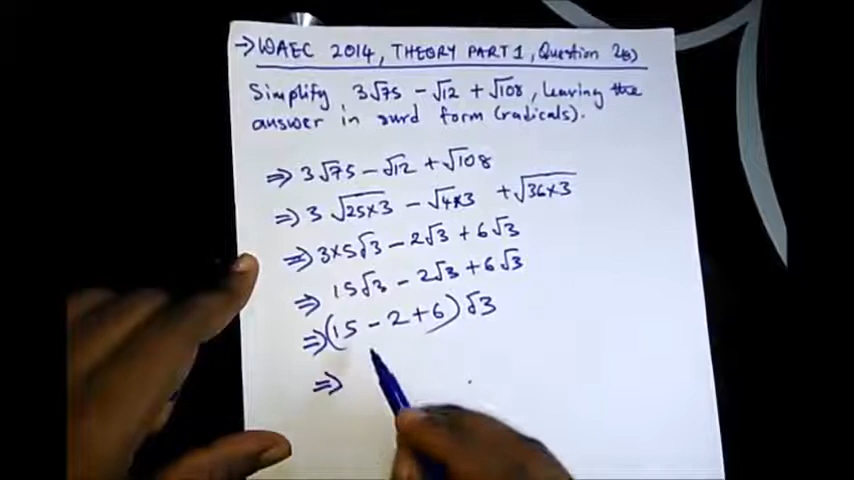 → WAEC 2014, THEORY PART 1, Question 2(b)
Simplify 3√75 - √12 + √108, leaving the
answer in surd form (radicals).
⇒ 3√75 - √12 + √108
⇒ 3√25×3 - √4×3 + √36×3
⇒ 3×5√3 - 2√3 + 6√3
⇒ 15√3 - 2√3 + 6√3
⇒ (15 - 2 + 6)√3
⇒